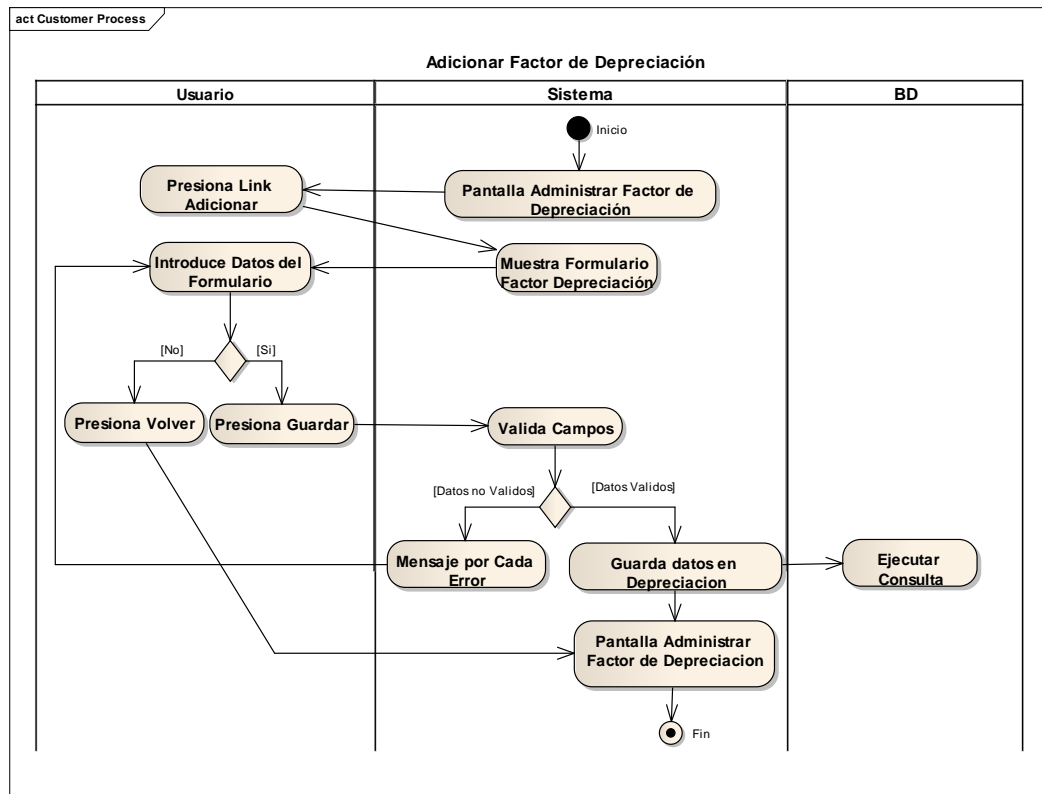 act Customer Process
Adicionar Factor de Depreciación
Usuario
Sistema
BD
Inicio
Presiona Link
Adicionar
Pantalla Administrar Factor de
Depreciación
Introduce Datos del
Formulario
Muestra Formulario
Factor Depreciación
[No]
[Si]
Presiona Volver
Presiona Guardar
Valida Campos
[Datos no Validos]
[Datos Validos]
Mensaje por Cada
Error
Guarda datos en
Depreciacion
Ejecutar
Consulta
Pantalla Administrar
Factor de Depreciacion
Fin